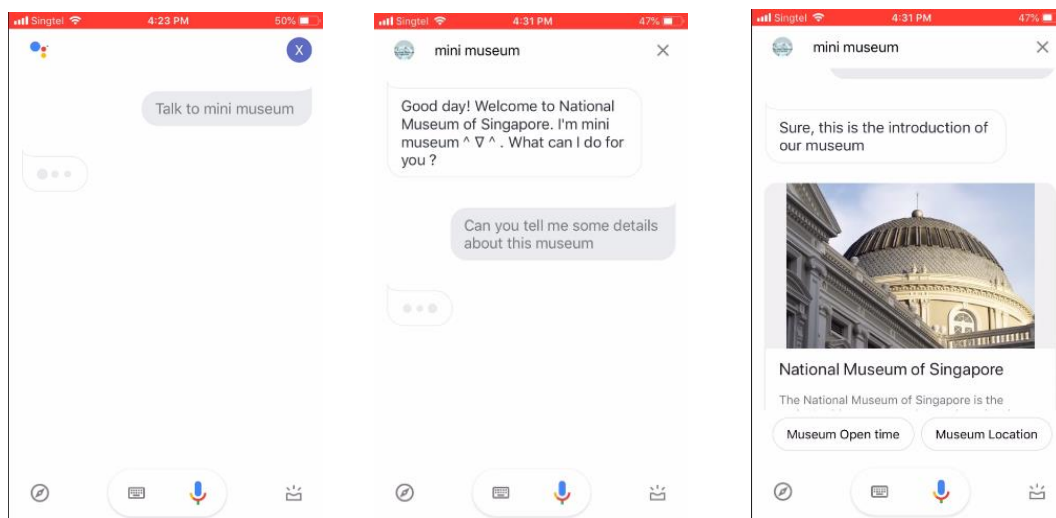 Singtel 4:23 PM 50%
X
Talk to mini museum
Singtel 4:31 PM 47%
mini museum
Good day! Welcome to National
Museum of Singapore. I'm mini
museum ^ ∇ ^ . What can I do for
you ?
Can you tell me some details
about this museum
Singtel 4:31 PM 47%
mini museum
Sure, this is the introduction of
our museum
National Museum of Singapore
The National Museum of Singapore is the
Museum Open time
Museum Location